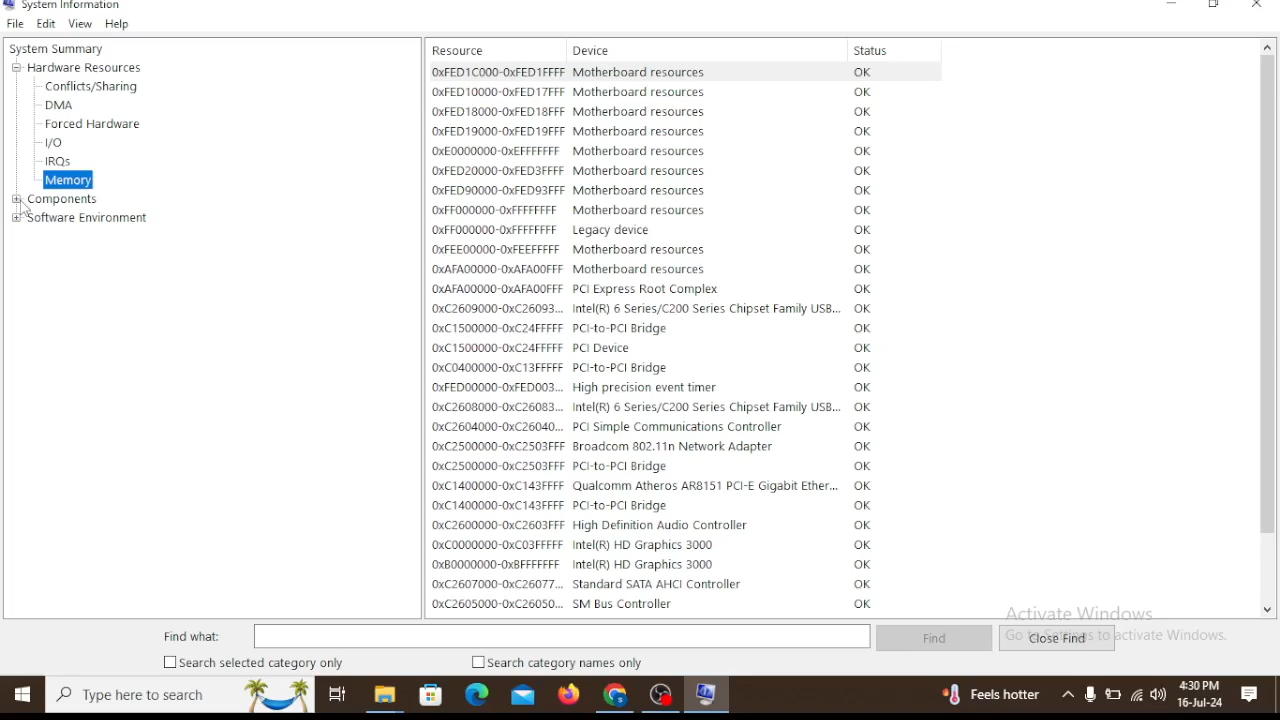 System Information
File Edit View Help
System Summary
Hardware Resources
Conflicts/Sharing
DMA
Forced Hardware
I/O
IRQs
Memory
Components
Software Environment
Resource Device Status
0xFED1C000-0xFED1FFFF Motherboard resources OK
0xFED10000-0xFED17FFF Motherboard resources OK
0xFED18000-0xFED18FFF Motherboard resources OK
0xFED19000-0xFED19FFF Motherboard resources OK
0xE0000000-0xEFFFFFFF Motherboard resources OK
0xFED20000-0xFED3FFFF Motherboard resources OK
0xFED90000-0xFED93FFF Motherboard resources OK
0xFF000000-0xFFFFFFFF Motherboard resources OK
0xFF000000-0xFFFFFFFF Legacy device OK
0xFEE00000-0xFEEFFFFF Motherboard resources OK
0xAFA00000-0xAFA00FFF Motherboard resources OK
0xAFA00000-0xAFA00FFF PCI Express Root Complex OK
0xC2609000-0xC26093... Intel(R) 6 Series/C200 Series Chipset Family USB... OK
0xC1500000-0xC24FFFFF PCI-to-PCI Bridge OK
0xC1500000-0xC24FFFFF PCI Device OK
0xC0400000-0xC13FFFFF PCI-to-PCI Bridge OK
0xFED00000-0xFED003... High precision event timer OK
0xC2608000-0xC26083... Intel(R) 6 Series/C200 Series Chipset Family USB... OK
0xC2604000-0xC26040... PCI Simple Communications Controller OK
0xC2500000-0xC2503FFF Broadcom 802.11n Network Adapter OK
0xC2500000-0xC2503FFF PCI-to-PCI Bridge OK
0xC1400000-0xC143FFFF Qualcomm Atheros AR8151 PCI-E Gigabit Ether... OK
0xC1400000-0xC143FFFF PCI-to-PCI Bridge OK
0xC2600000-0xC2603FFF High Definition Audio Controller OK
0xC0000000-0xC03FFFFF Intel(R) HD Graphics 3000 OK
0xB0000000-0xBFFFFFFF Intel(R) HD Graphics 3000 OK
0xC2607000-0xC26077... Standard SATA AHCI Controller OK
0xC2605000-0xC26050... SM Bus Controller OK
Activate Windows
Go to Settings to activate Windows.
Find what: Find Close Find
Search selected category only Search category names only
Type here to search Feels hotter 4:30 PM
16-Jul-24